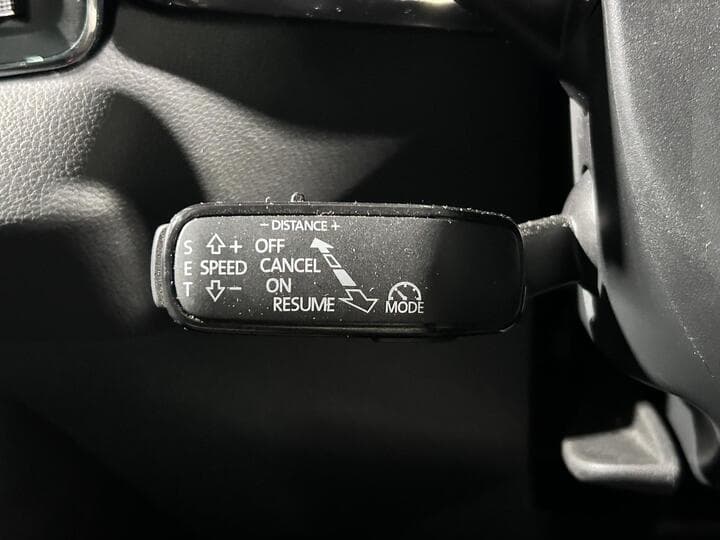 − DISTANCE +
S + OFF
E SPEED CANCEL
T − ON
RESUME MODE